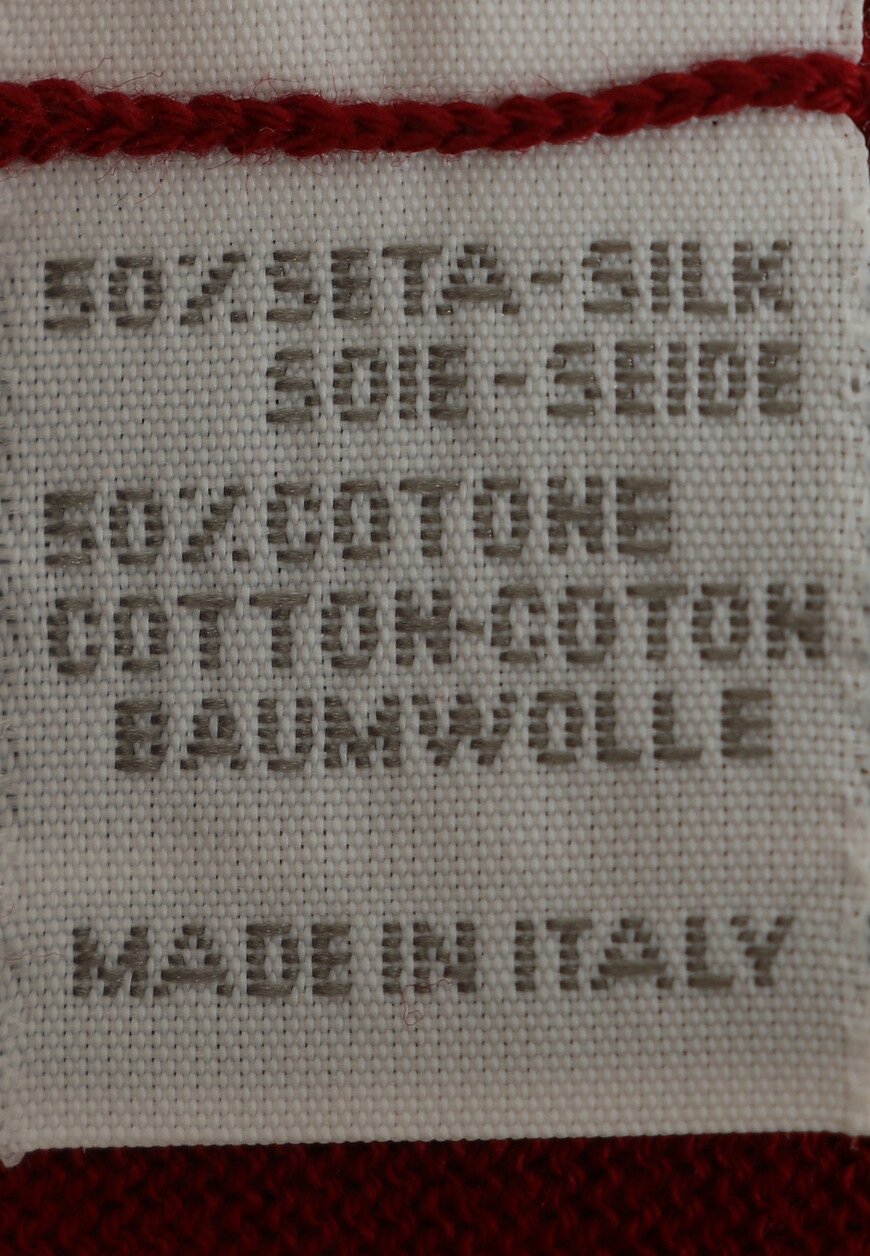 50% SETA-SILK
SOIE-SEIDE
50% COTONE
COTTON-COTON
BAUMWOLLE
MADE IN ITALY